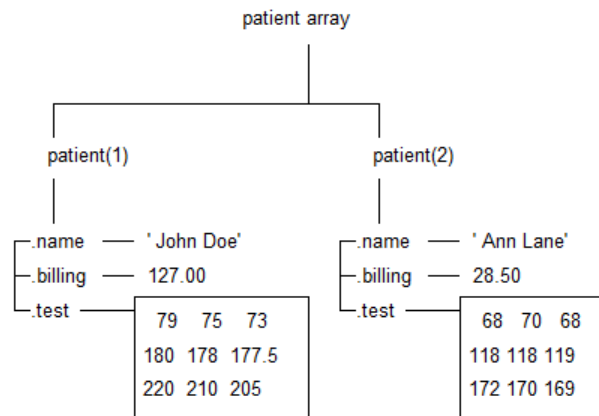 patient array
patient(1)
patient(2)
.name ' John Doe'
.billing 127.00
.test
79 75 73
180 178 177.5
220 210 205
.name ' Ann Lane'
.billing 28.50
.test
68 70 68
118 118 119
172 170 169